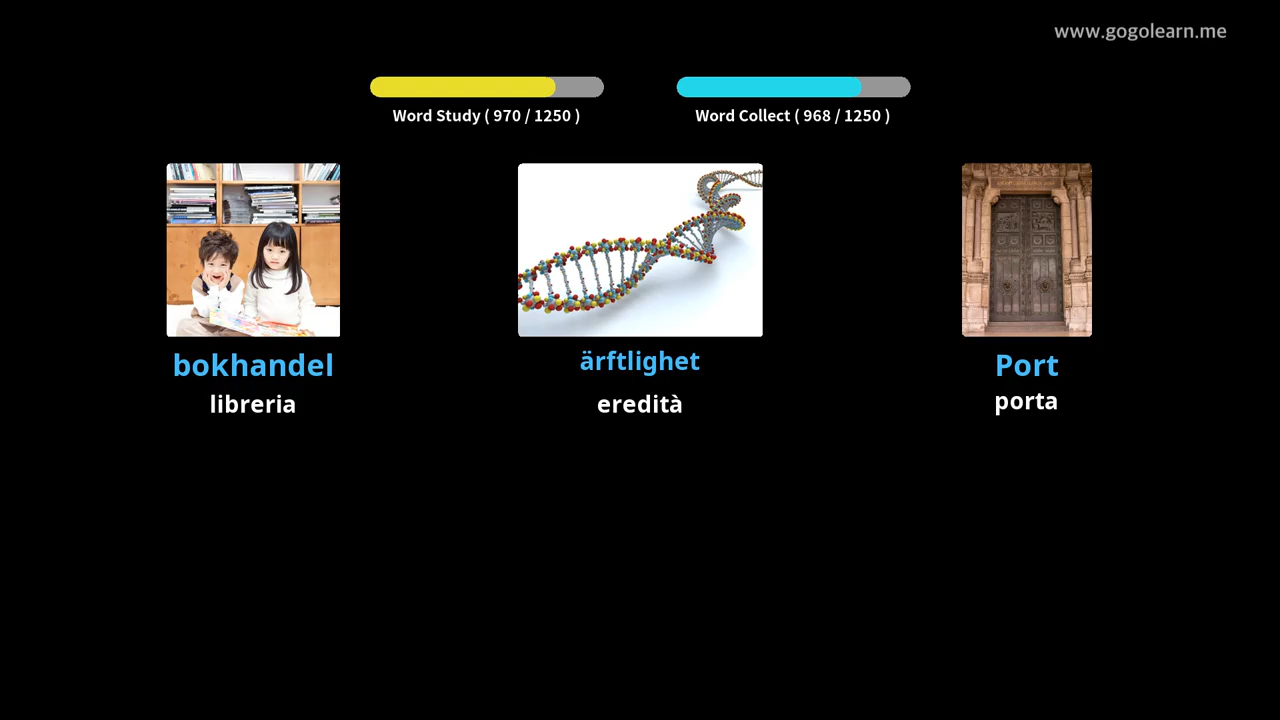 www.gogolearn.me
Word Study ( 970 / 1250 )
Word Collect ( 968 / 1250 )
bokhandel
libreria
ärftlighet
eredità
Port
porta